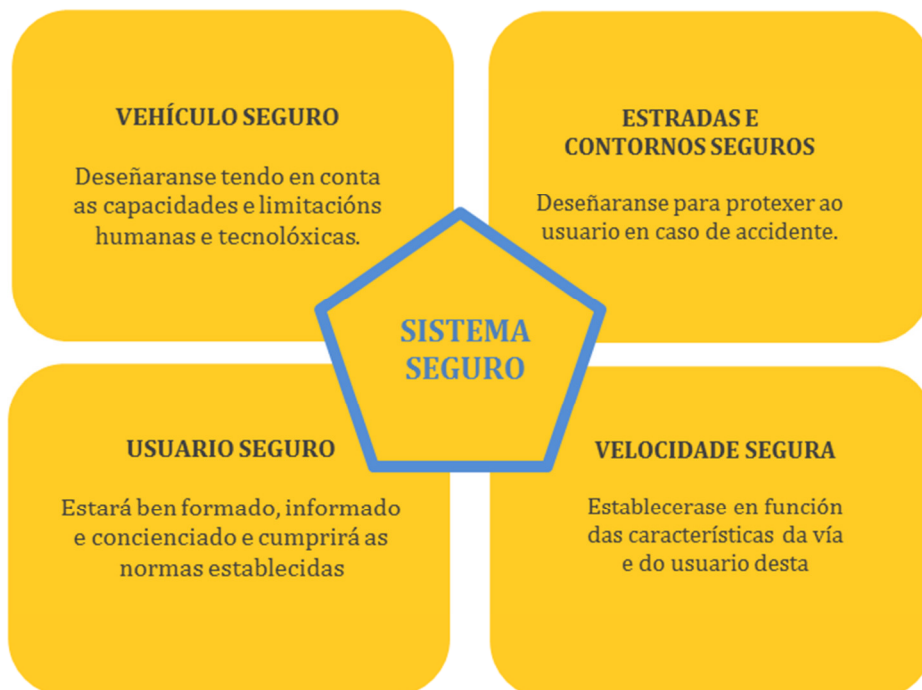 VEHÍCULO SEGURO
Deseñaranse tendo en conta
as capacidades e limitacións
humanas e tecnolóxicas.
ESTRADAS E
CONTORNOS SEGUROS
Deseñaranse para protexer ao
usuario en caso de accidente.
SISTEMA
SEGURO
USUARIO SEGURO
Estará ben formado, informado
e concienciado e cumprirá as
normas establecidas
VELOCIDADE SEGURA
Establecerase en función
das características da vía
e do usuario desta